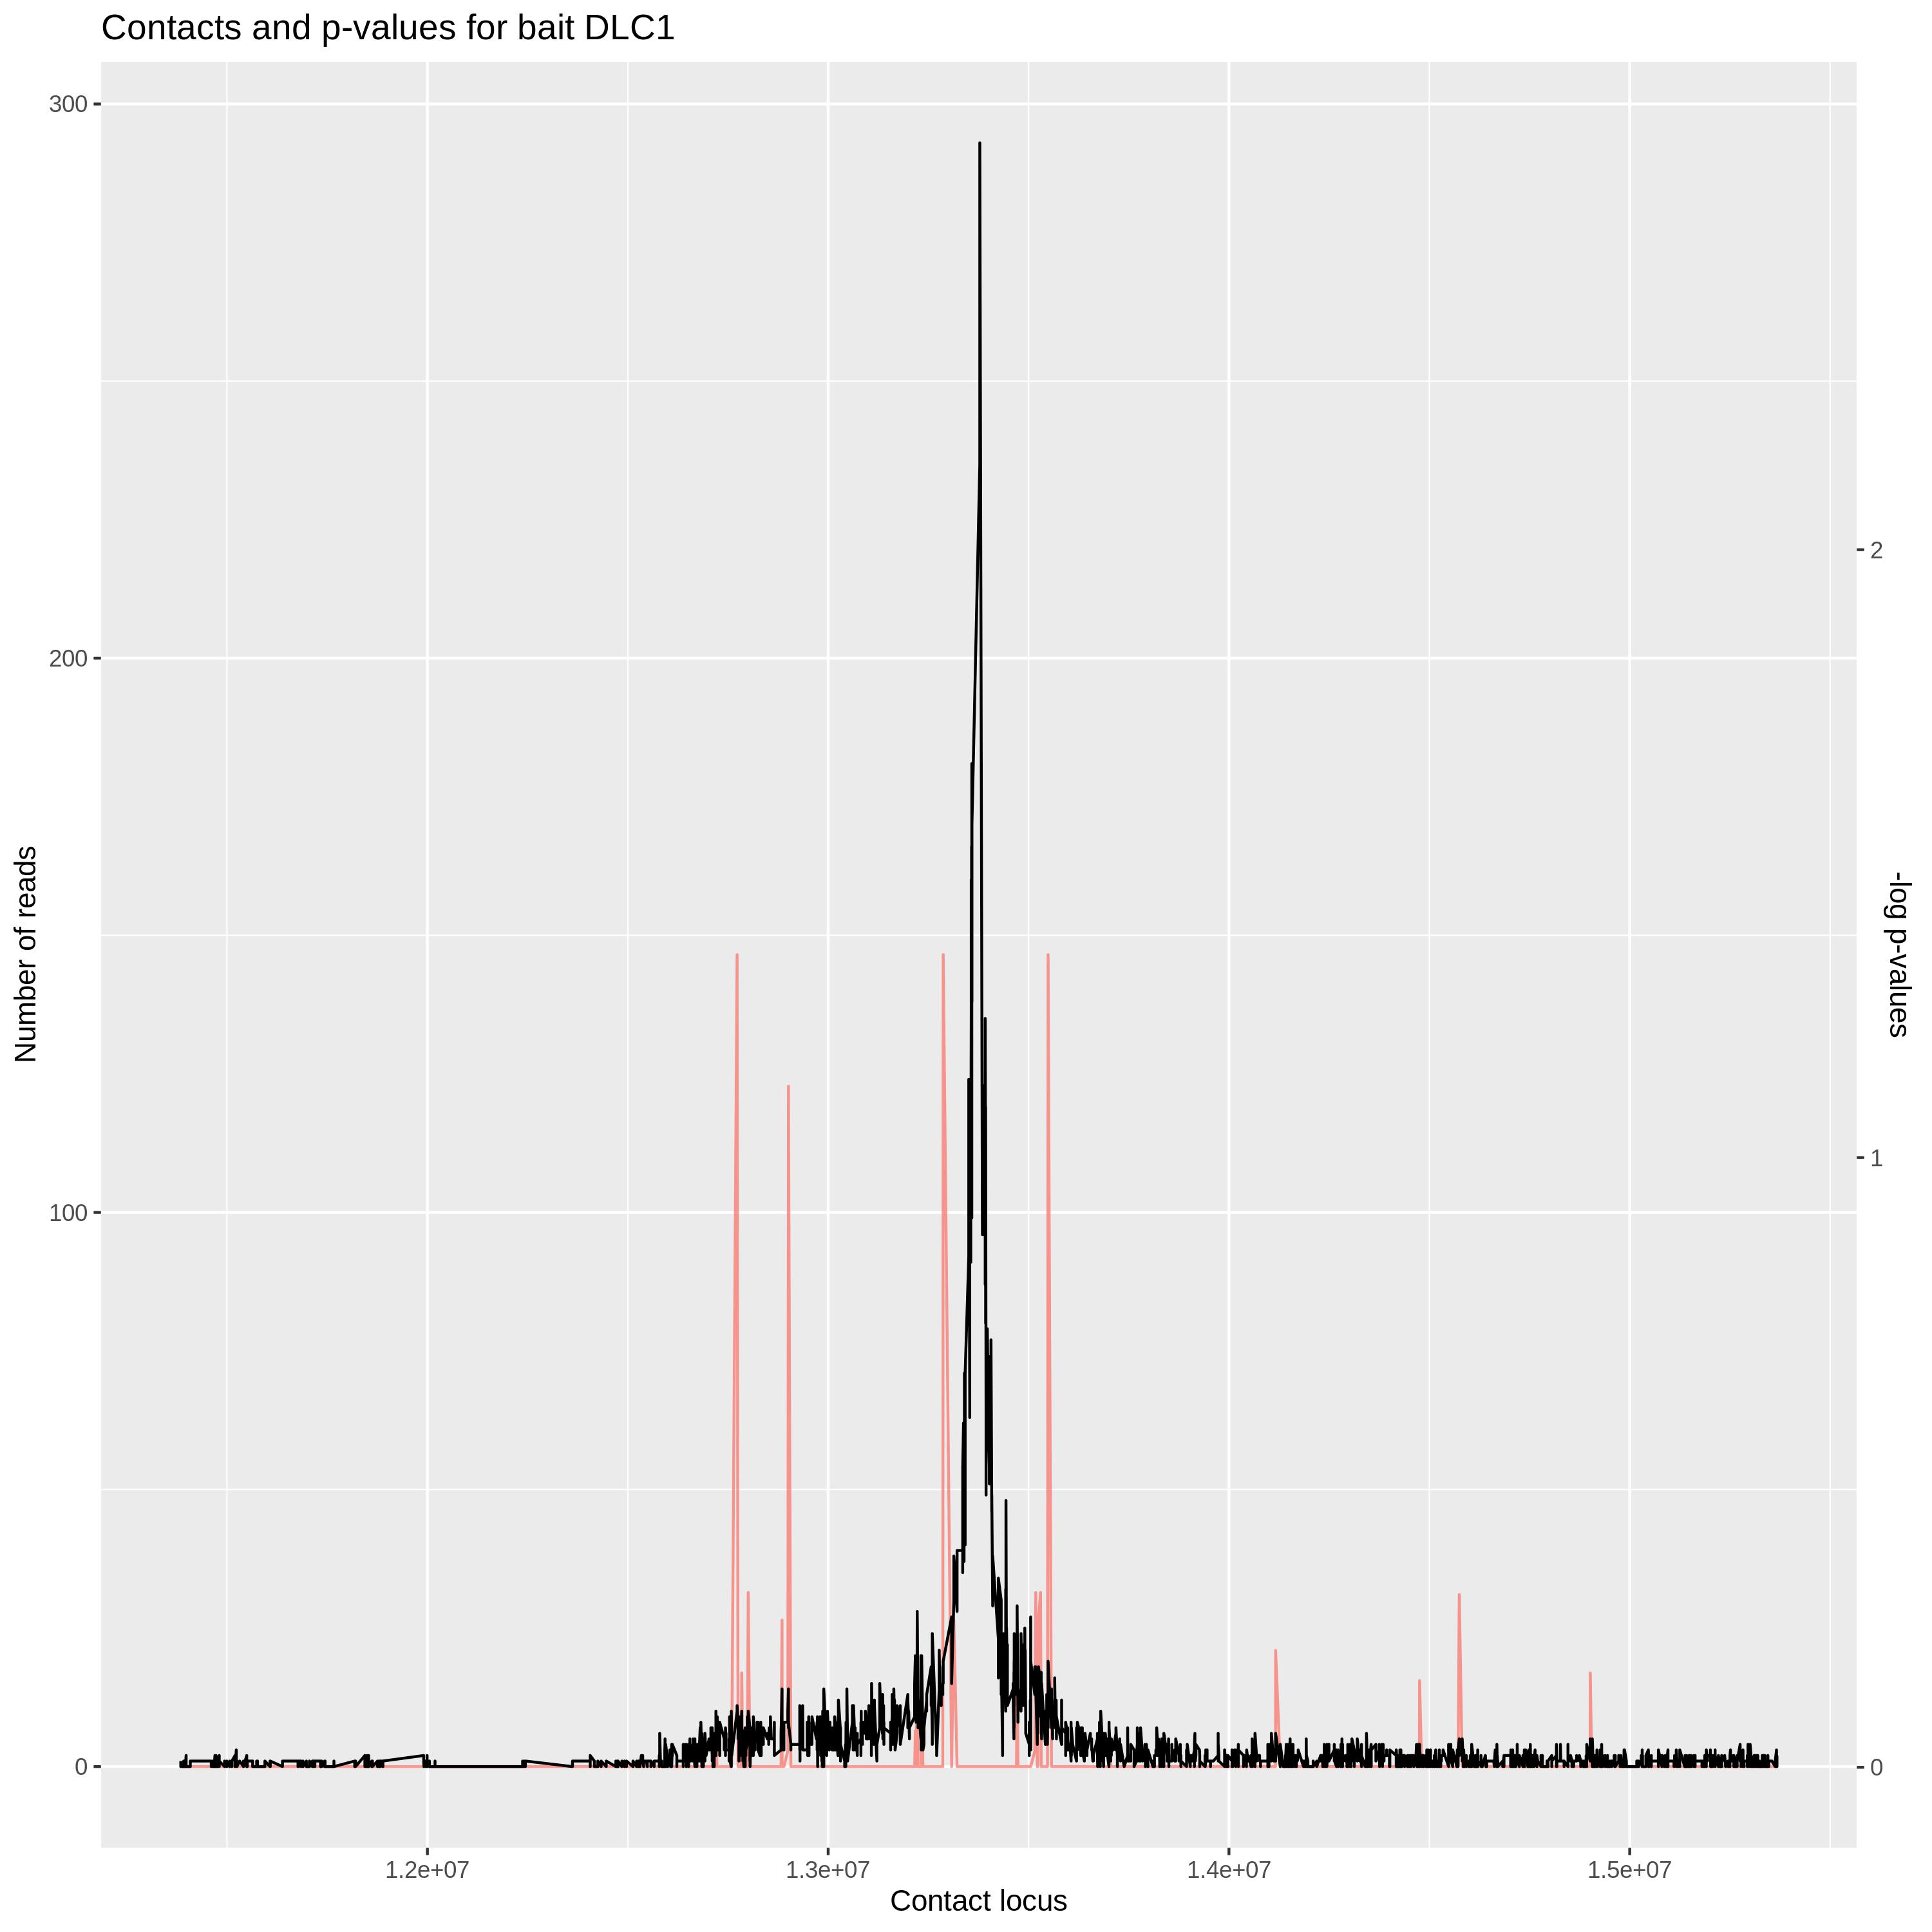 Contacts and p-values for bait DLC1
300
200
100
0
Number of reads
2
1
0
-log p-values
1.2e+07
1.3e+07
1.4e+07
1.5e+07
Contact locus